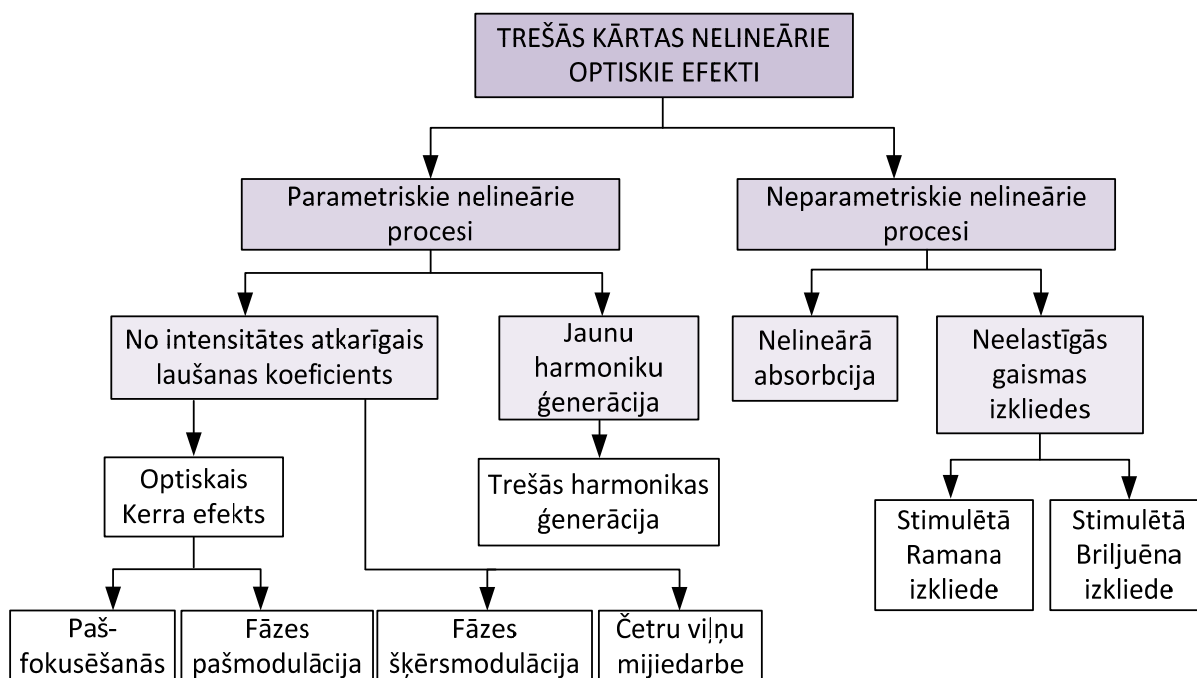 TREŠĀS KĀRTAS NELINEĀRIE
OPTISKIE EFEKTI
Parametriskie nelineārie
procesi
Neparametriskie nelineārie
procesi
No intensitātes atkarīgais
laušanas koeficients
Jaunu
harmoniku
ģenerācija
Nelineārā
absorbcija
Neelastīgās
gaismas
izkliedes
Optiskais
Kerra efekts
Trešās harmonikas
ģenerācija
Stimulētā
Ramana
izkliede
Stimulētā
Briljuēna
izkliede
Paš-
fokusēšanās
Fāzes
pašmodulācija
Fāzes
šķērsmodulācija
Četru viļņu
mijiedarbe